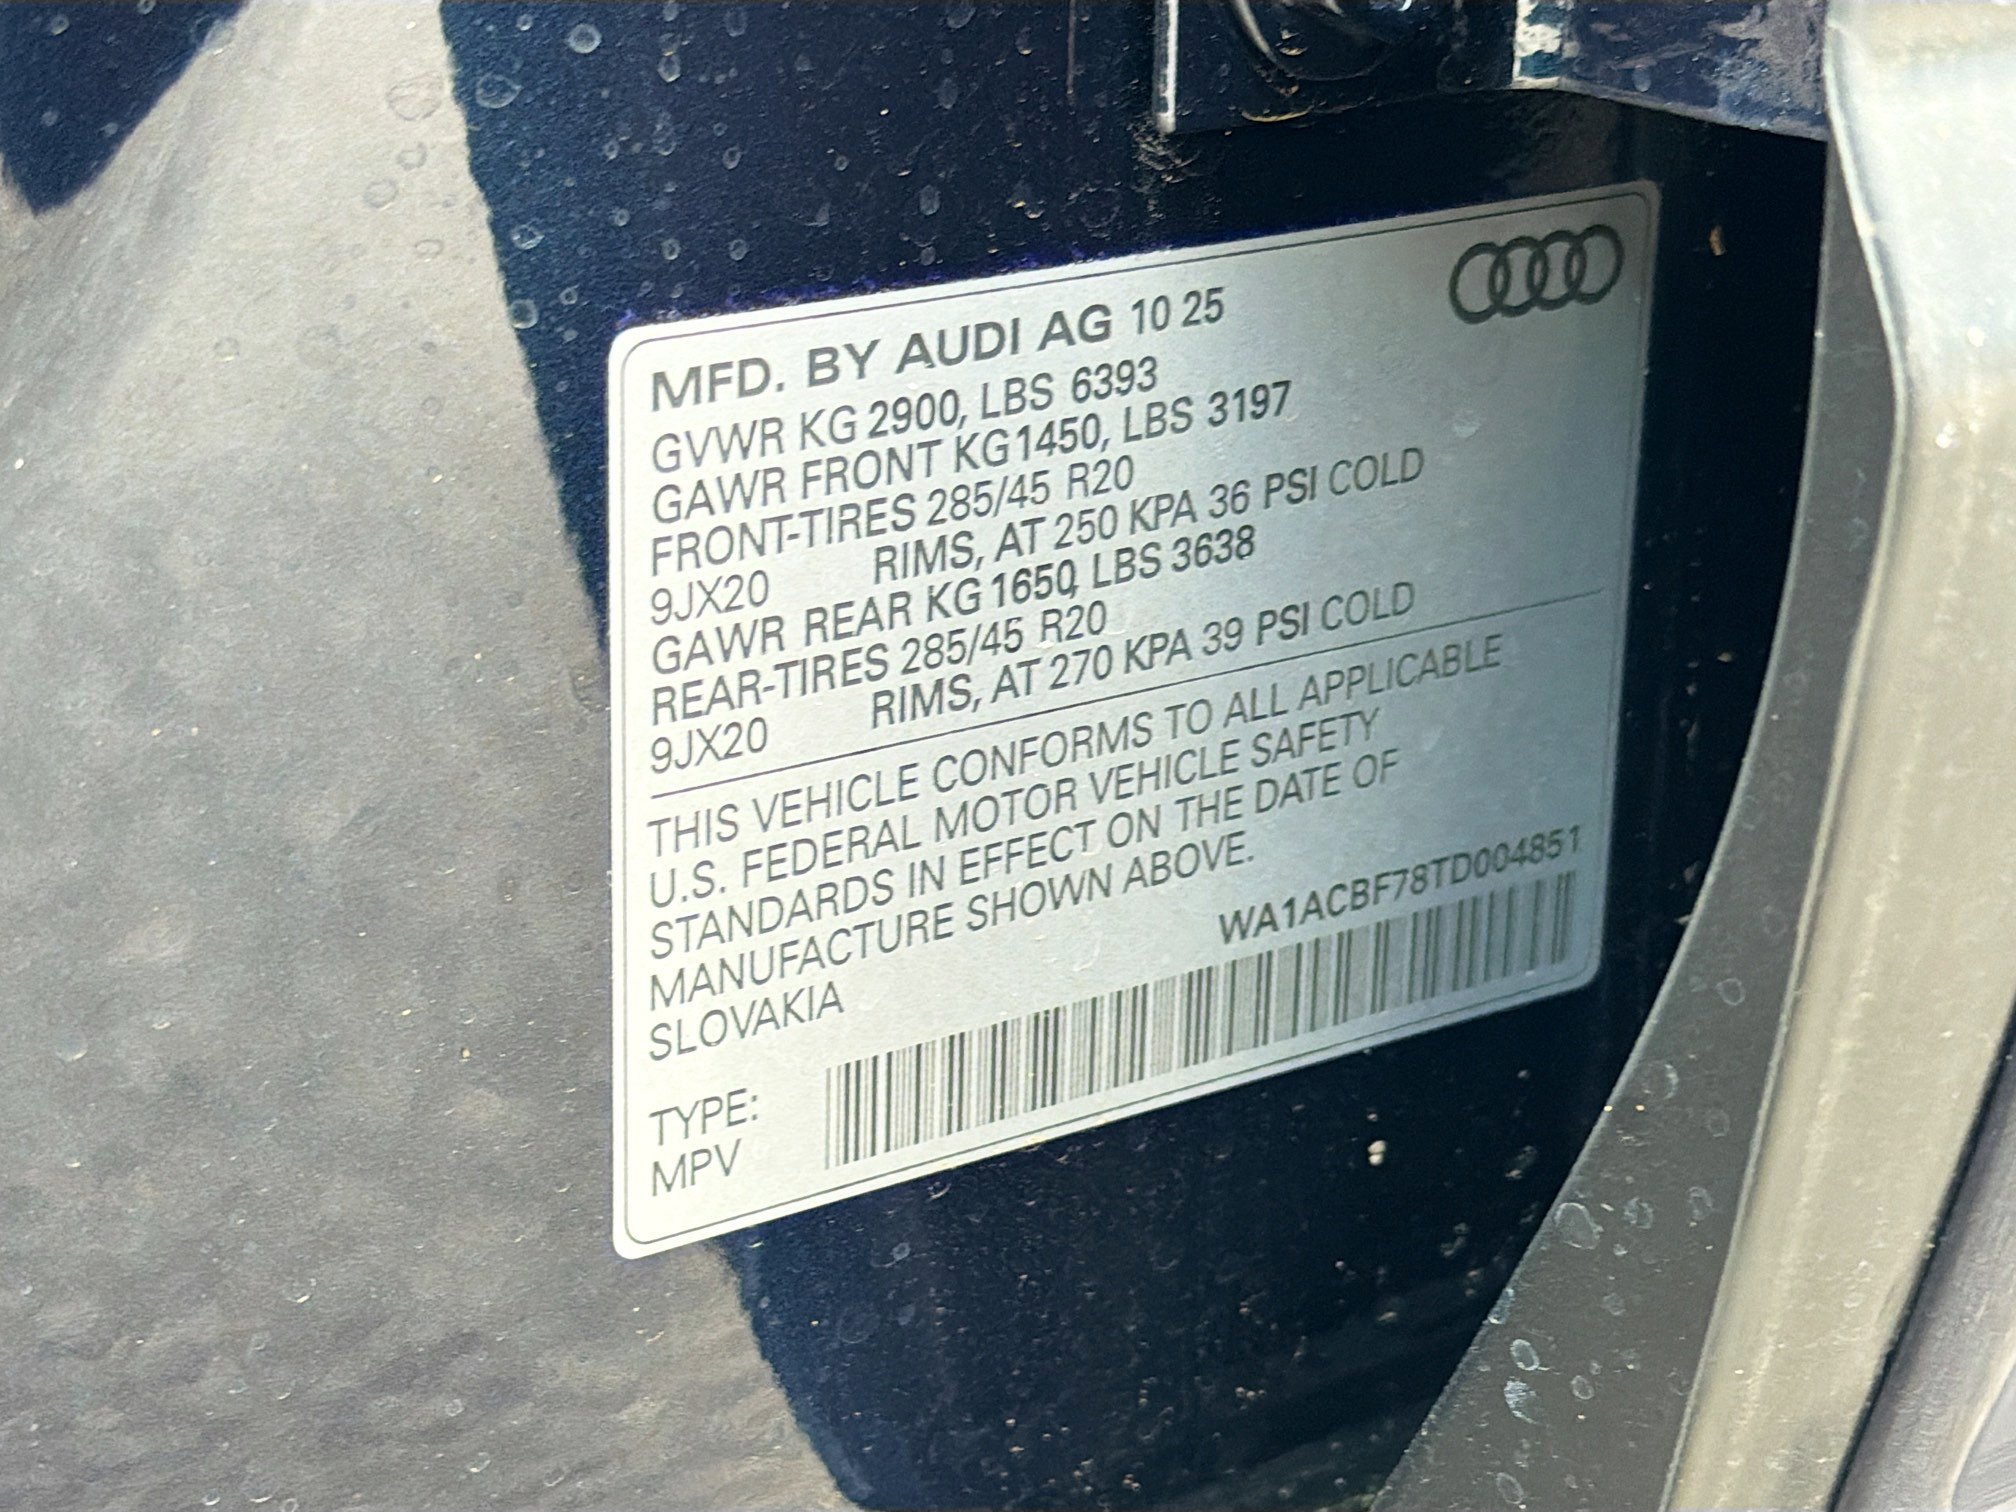 MFD. BY AUDI AG 10 25
GVWR KG 2900, LBS 6393
GAWR FRONT KG 1450, LBS 3197
FRONT-TIRES 285/45 R20
9JX20 RIMS, AT 250 KPA 36 PSI COLD
GAWR REAR KG 1650, LBS 3638
REAR-TIRES 285/45 R20
9JX20 RIMS, AT 270 KPA 39 PSI COLD
THIS VEHICLE CONFORMS TO ALL APPLICABLE
U.S. FEDERAL MOTOR VEHICLE SAFETY
STANDARDS IN EFFECT ON THE DATE OF
MANUFACTURE SHOWN ABOVE.
SLOVAKIA
WA1ACBF78TD004851
TYPE:
MPV